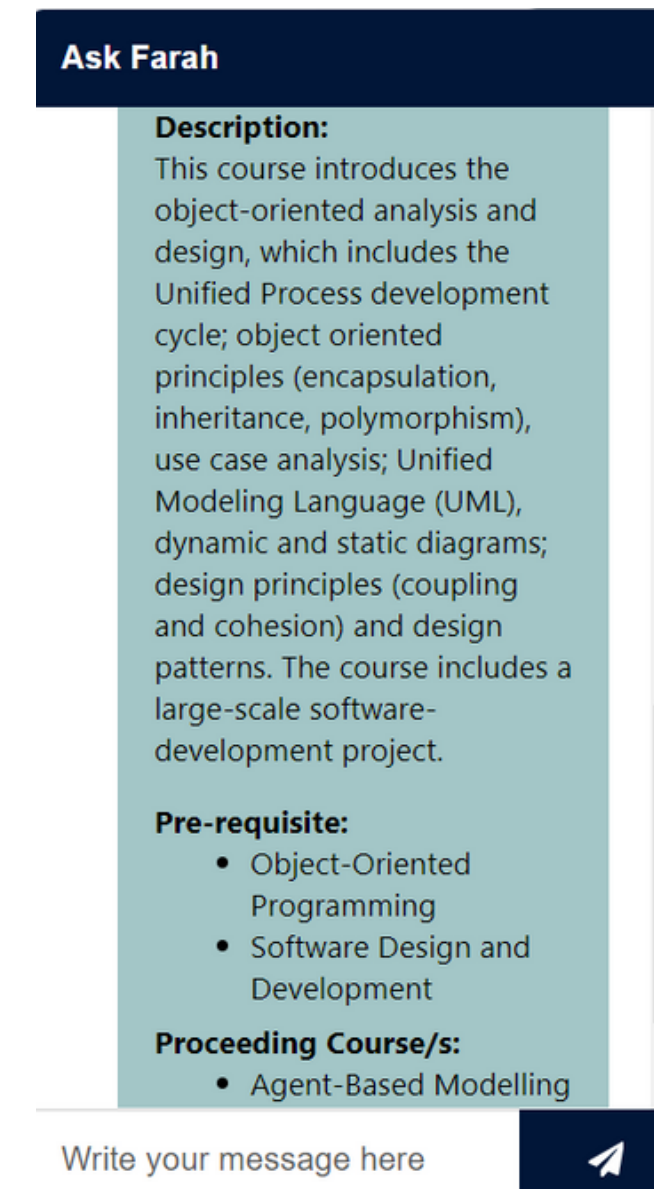 Ask Farah
Description:
This course introduces the
object-oriented analysis and
design, which includes the
Unified Process development
cycle; object oriented
principles (encapsulation,
inheritance, polymorphism),
use case analysis; Unified
Modeling Language (UML),
dynamic and static diagrams;
design principles (coupling
and cohesion) and design
patterns. The course includes a
large-scale software-
development project.
Pre-requisite:
• Object-Oriented
Programming
• Software Design and
Development
Proceeding Course/s:
• Agent-Based Modelling
Write your message here